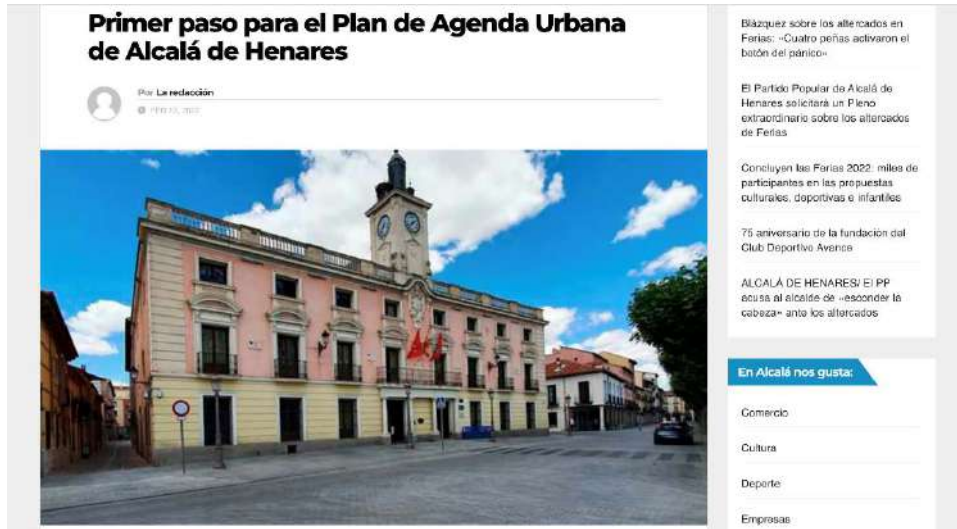 Primer paso para el Plan de Agenda Urbana
de Alcalá de Henares
Por La redacción
Blázquez sobre los altercados en
Ferias: «Cuatro peñas activaron el
botón del pánico»
El Partido Popular de Alcalá de
Henares solicitará un Pleno
extraordinario sobre los altercados
de Ferias
Concluyen las Ferias 2022: miles de
participantes en las propuestas
culturales, deportivas e infantiles
75 aniversario de la fundación del
Club Deportivo Avance
ALCALÁ DE HENARES/ El PP
acusa al alcalde de «esconder la
cabeza» ante los altercados
En Alcalá nos gusta:
Comercio
Cultura
Deporte
Empresas